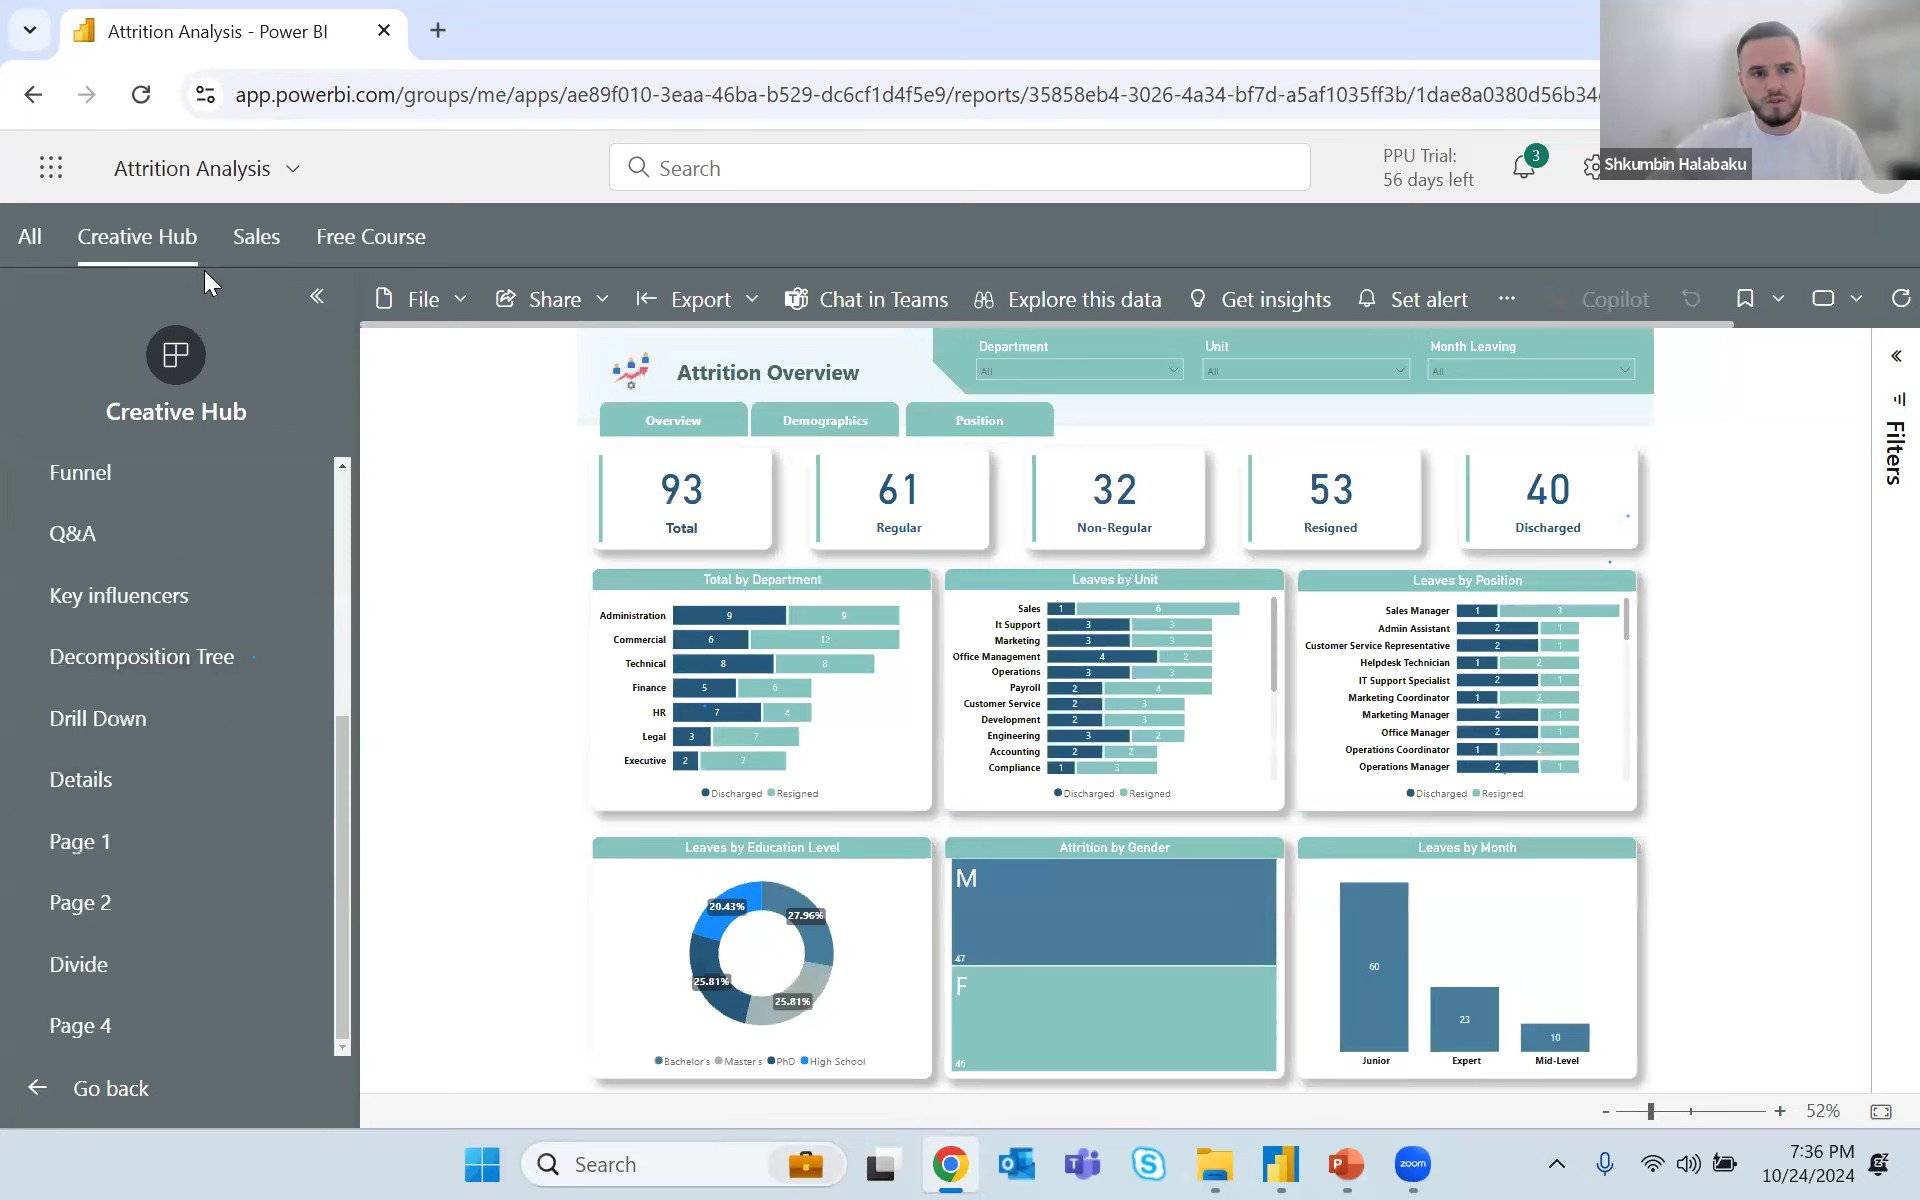 Attrition Analysis - Power BI
app.powerbi.com/groups/me/apps/ae89f010-3eaa-46ba-b529-dc6cf1d4f5e9/reports/35858eb4-3026-4a34-bf7d-a5af1035ff3b/1dae8a0380d56b34
Shkumbin Halabaku
Attrition Analysis
Search
PPU Trial:
56 days left
3
All
Creative Hub
Sales
Free Course
File
Share
Export
Chat in Teams
Explore this data
Get insights
Set alert
Copilot
Creative Hub
Funnel
Q&A
Key influencers
Decomposition Tree
Drill Down
Details
Page 1
Page 2
Divide
Page 4
Go back
Attrition Overview
Department
All
Unit
All
Month Leaving
All
Overview
Demographics
Position
93
Total
61
Regular
32
Non-Regular
53
Resigned
40
Discharged
Total by Department
Administration 9 9
Commercial 6 12
Technical 8 8
Finance 5 6
HR 7 4
Legal 3 7
Executive 2 7
Discharged Resigned
Leaves by Unit
Sales 1 6
It Support 3 3
Marketing 3 3
Office Management 4 2
Operations 3 3
Payroll 2 4
Customer Service 2 3
Development 2 3
Engineering 3 2
Accounting 2 2
Compliance 1 3
Discharged Resigned
Leaves by Position
Sales Manager 1 3
Admin Assistant 2 1
Customer Service Representative 2 1
Helpdesk Technician 1 2
IT Support Specialist 2 1
Marketing Coordinator 1 2
Marketing Manager 2 1
Office Manager 2 1
Operations Coordinator 1 2
Operations Manager 2 1
Discharged Resigned
Leaves by Education Level
20.43%
27.96%
25.81%
25.81%
Bachelor's Master's PhD High School
Attrition by Gender
M
47
F
46
Leaves by Month
60
23
10
Junior
Expert
Mid-Level
Filters
52%
Search
zoom
7:36 PM
10/24/2024